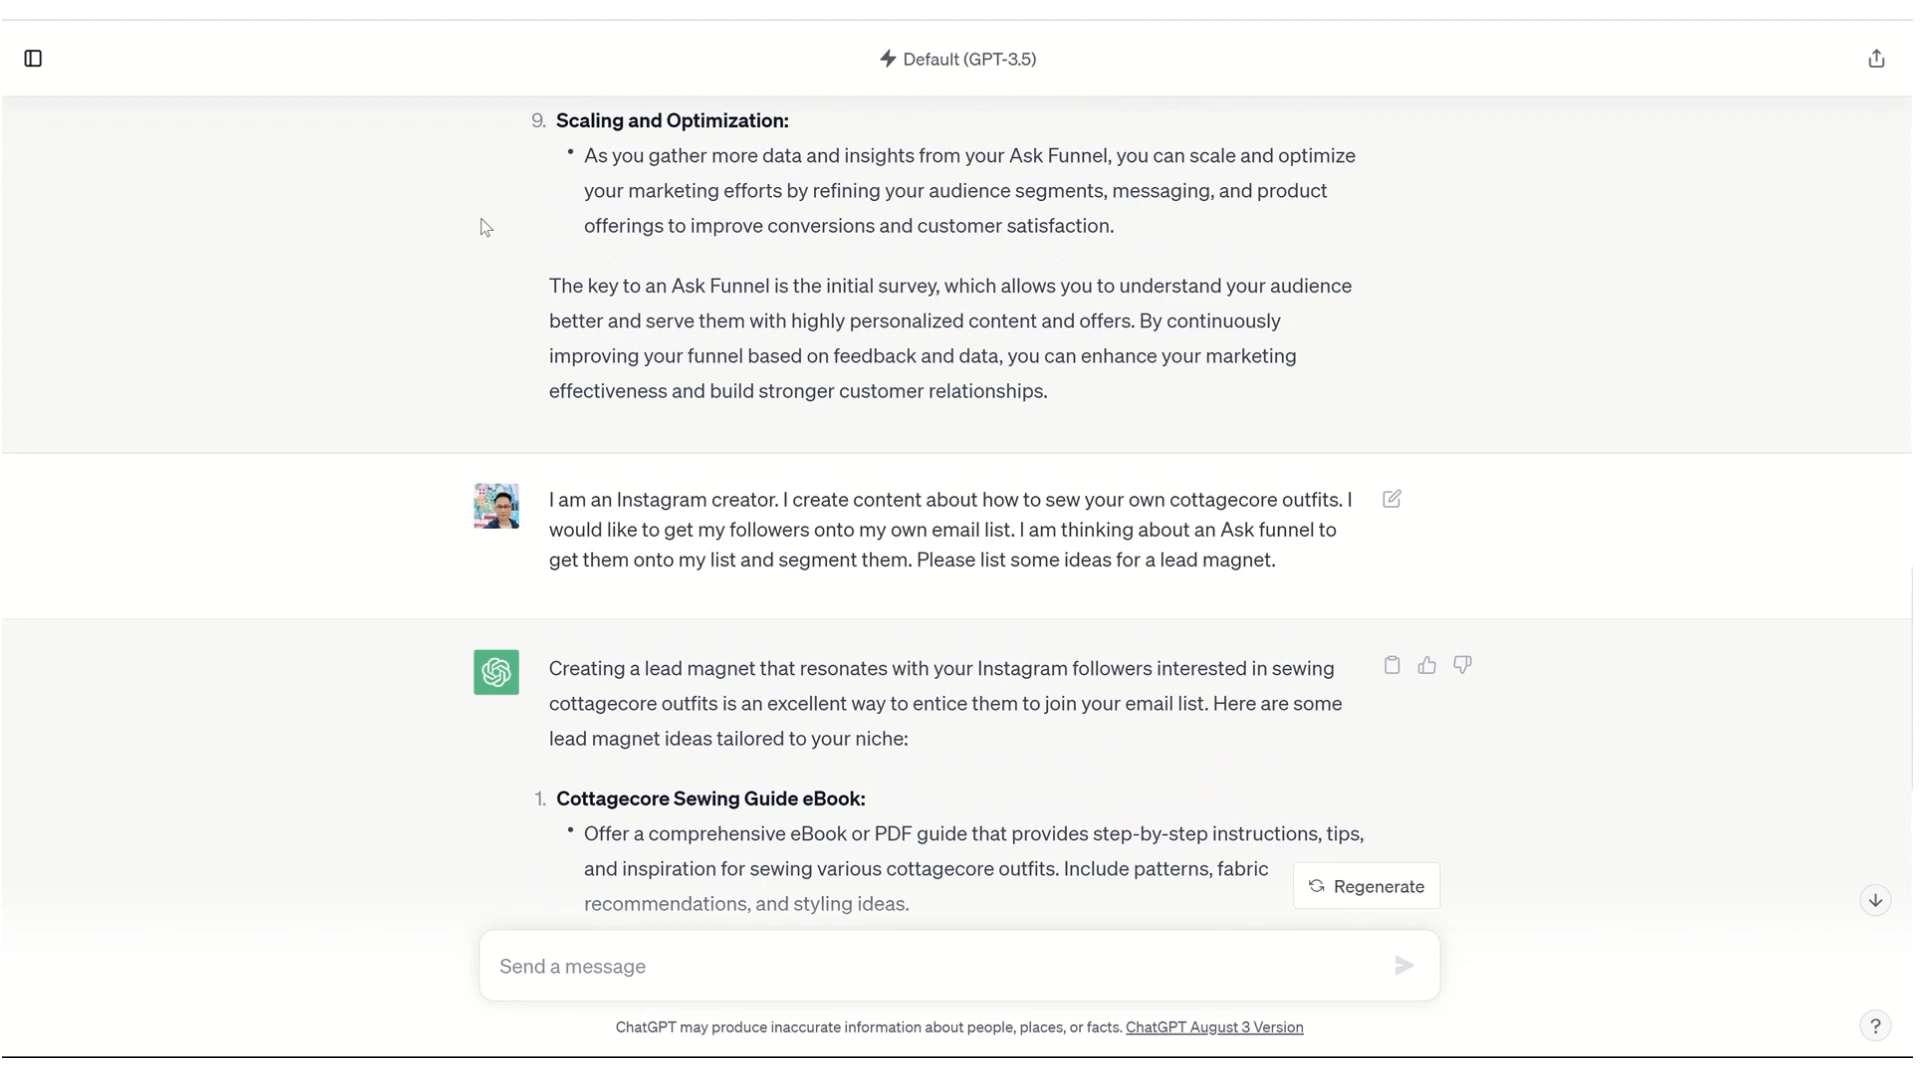 Default (GPT-3.5)
9. Scaling and Optimization:
• As you gather more data and insights from your Ask Funnel, you can scale and optimize
your marketing efforts by refining your audience segments, messaging, and product
offerings to improve conversions and customer satisfaction.
The key to an Ask Funnel is the initial survey, which allows you to understand your audience
better and serve them with highly personalized content and offers. By continuously
improving your funnel based on feedback and data, you can enhance your marketing
effectiveness and build stronger customer relationships.
I am an Instagram creator. I create content about how to sew your own cottagecore outfits. I
would like to get my followers onto my own email list. I am thinking about an Ask funnel to
get them onto my list and segment them. Please list some ideas for a lead magnet.
Creating a lead magnet that resonates with your Instagram followers interested in sewing
cottagecore outfits is an excellent way to entice them to join your email list. Here are some
lead magnet ideas tailored to your niche:
1. Cottagecore Sewing Guide eBook:
• Offer a comprehensive eBook or PDF guide that provides step-by-step instructions, tips,
and inspiration for sewing various cottagecore outfits. Include patterns, fabric
recommendations, and styling ideas.
Regenerate
Send a message
ChatGPT may produce inaccurate information about people, places, or facts. ChatGPT August 3 Version
?